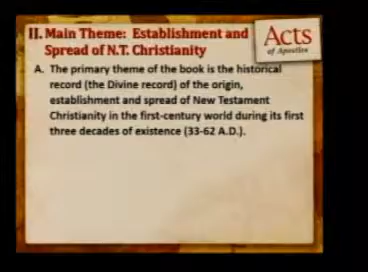 II. Main Theme: Establishment and
Spread of N.T. Christianity
Acts
of Apostles
A. The primary theme of the book is the historical
record (the Divine record) of the origin,
establishment and spread of New Testament
Christianity in the first-century world during its first
three decades of existence (33-62 A.D.).